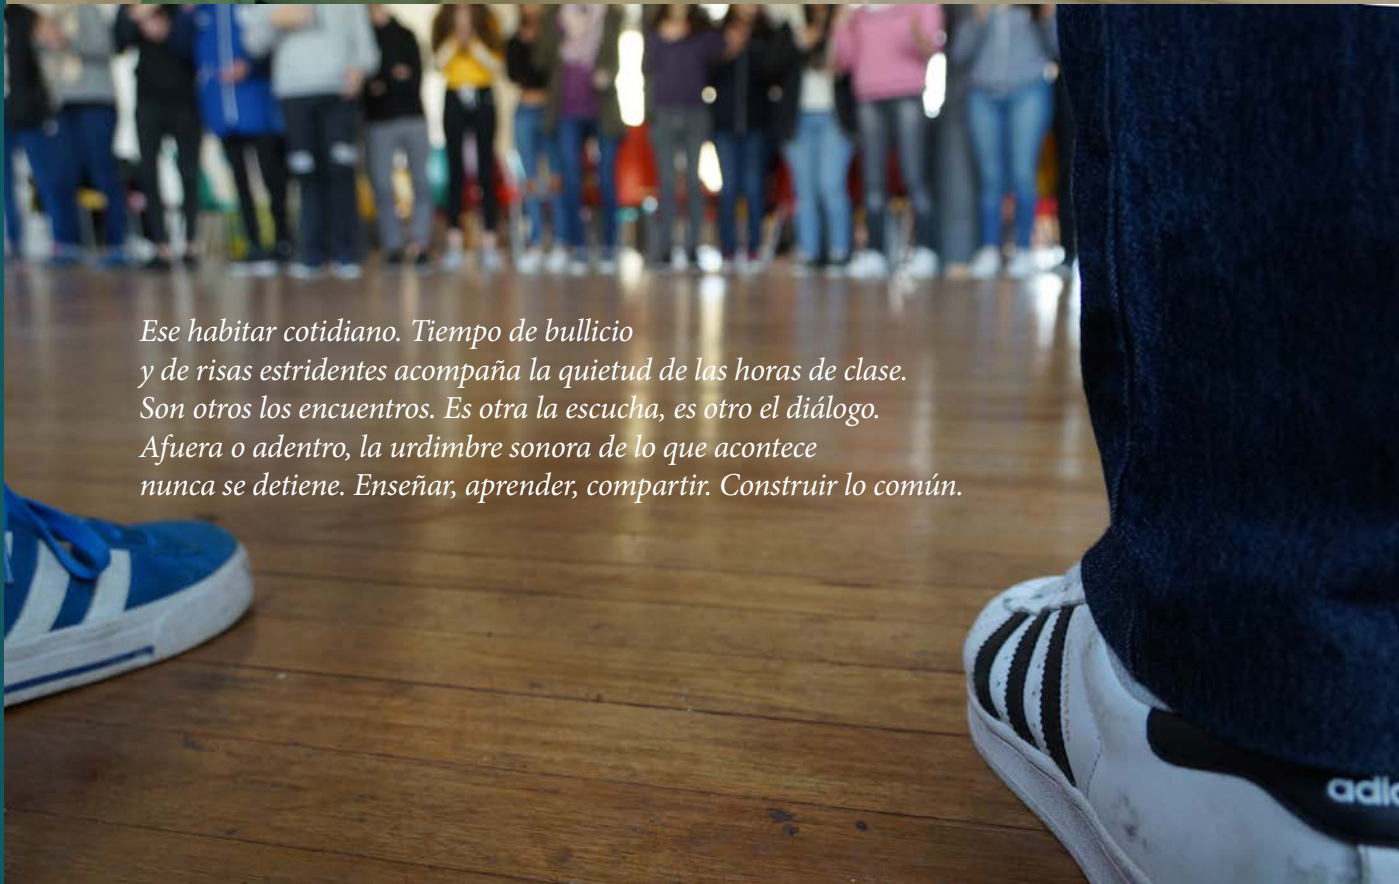 Ese habitar cotidiano. Tiempo de bullicio
y de risas estridentes acompaña la quietud de las horas de clase.
Son otros los encuentros. Es otra la escucha, es otro el diálogo.
Afuera o adentro, la urdimbre sonora de lo que acontece
nunca se detiene. Enseñar, aprender, compartir. Construir lo común.